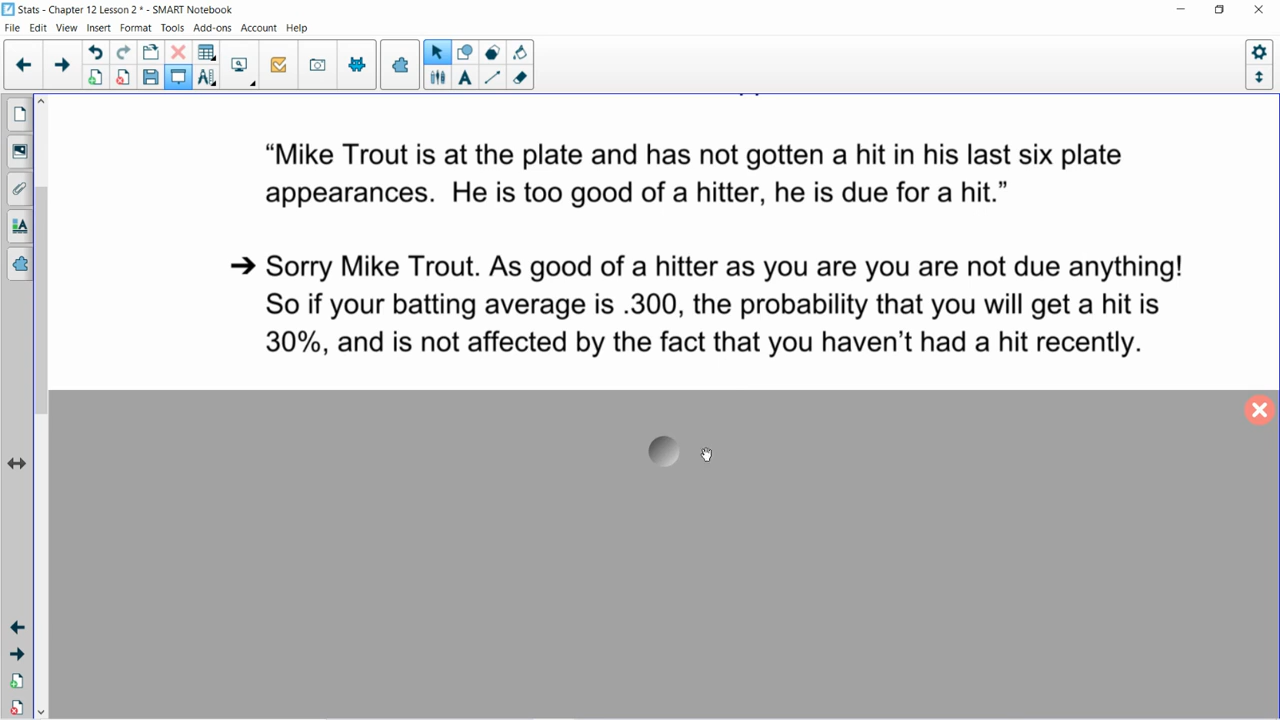 Stats - Chapter 12 Lesson 2 * - SMART Notebook
File Edit View Insert Format Tools Add-ons Account Help
“Mike Trout is at the plate and has not gotten a hit in his last six plate
appearances. He is too good of a hitter, he is due for a hit.”
➔ Sorry Mike Trout. As good of a hitter as you are you are not due anything!
So if your batting average is .300, the probability that you will get a hit is
30%, and is not affected by the fact that you haven’t had a hit recently.